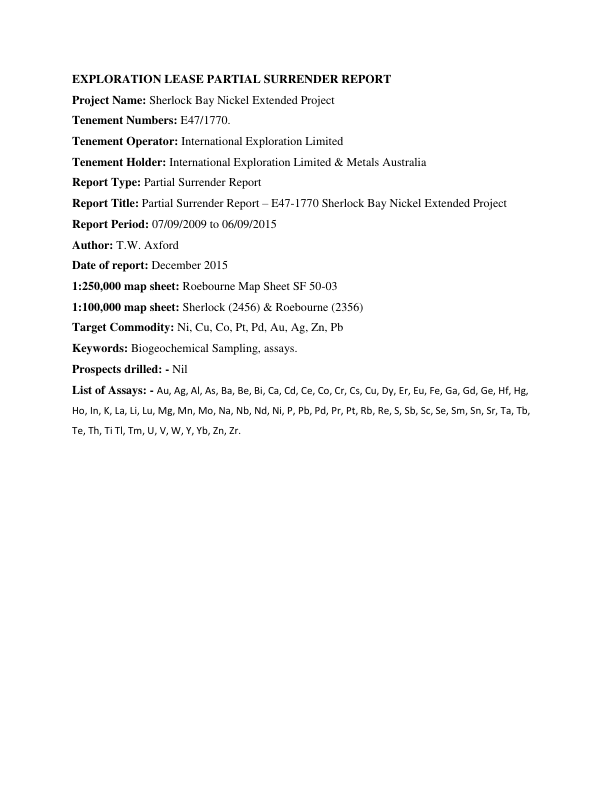 EXPLORATION LEASE PARTIAL SURRENDER REPORT
Project Name: Sherlock Bay Nickel Extended Project
Tenement Numbers: E47/1770.
Tenement Operator: International Exploration Limited
Tenement Holder: International Exploration Limited & Metals Australia
Report Type: Partial Surrender Report
Report Title: Partial Surrender Report – E47-1770 Sherlock Bay Nickel Extended Project
Report Period: 07/09/2009 to 06/09/2015
Author: T.W. Axford
Date of report: December 2015
1:250,000 map sheet: Roebourne Map Sheet SF 50-03
1:100,000 map sheet: Sherlock (2456) & Roebourne (2356)
Target Commodity: Ni, Cu, Co, Pt, Pd, Au, Ag, Zn, Pb
Keywords: Biogeochemical Sampling, assays.
Prospects drilled: - Nil
List of Assays: - Au, Ag, Al, As, Ba, Be, Bi, Ca, Cd, Ce, Co, Cr, Cs, Cu, Dy, Er, Eu, Fe, Ga, Gd, Ge, Hf, Hg,
Ho, In, K, La, Li, Lu, Mg, Mn, Mo, Na, Nb, Nd, Ni, P, Pb, Pd, Pr, Pt, Rb, Re, S, Sb, Sc, Se, Sm, Sn, Sr, Ta, Tb,
Te, Th, Ti Tl, Tm, U, V, W, Y, Yb, Zn, Zr.